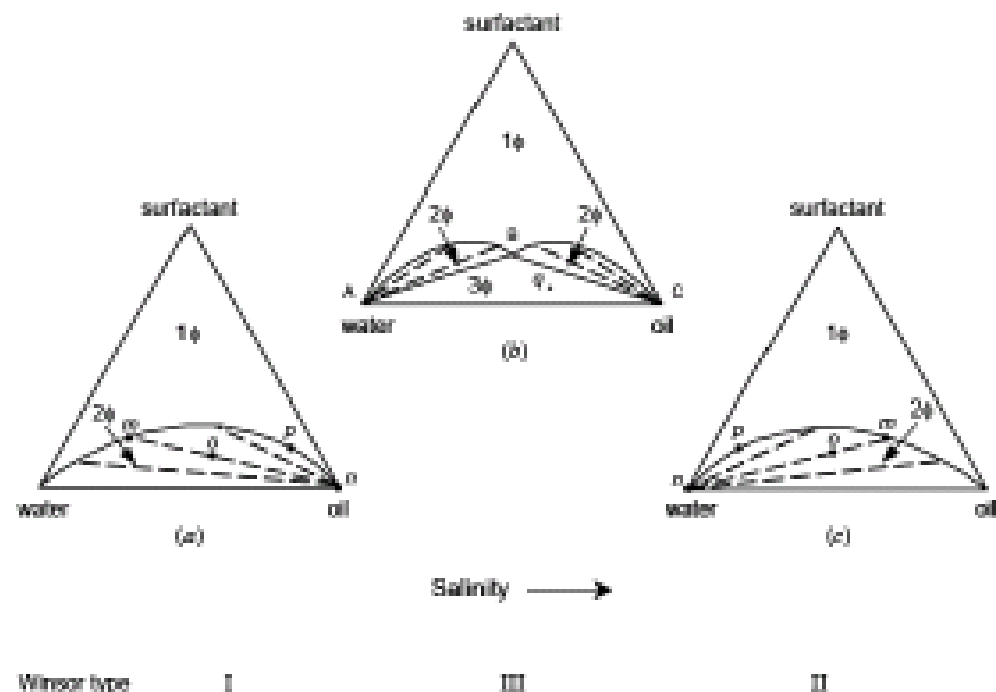 surfactant
1ϕ
2ϕ 2ϕ
B
A 3ϕ q C
water oil
(b)
surfactant
1ϕ
2ϕ m q p
n
water oil
(a)
surfactant
1ϕ
p q m 2ϕ
n
water oil
(c)
Salinity
Winsor type I III II